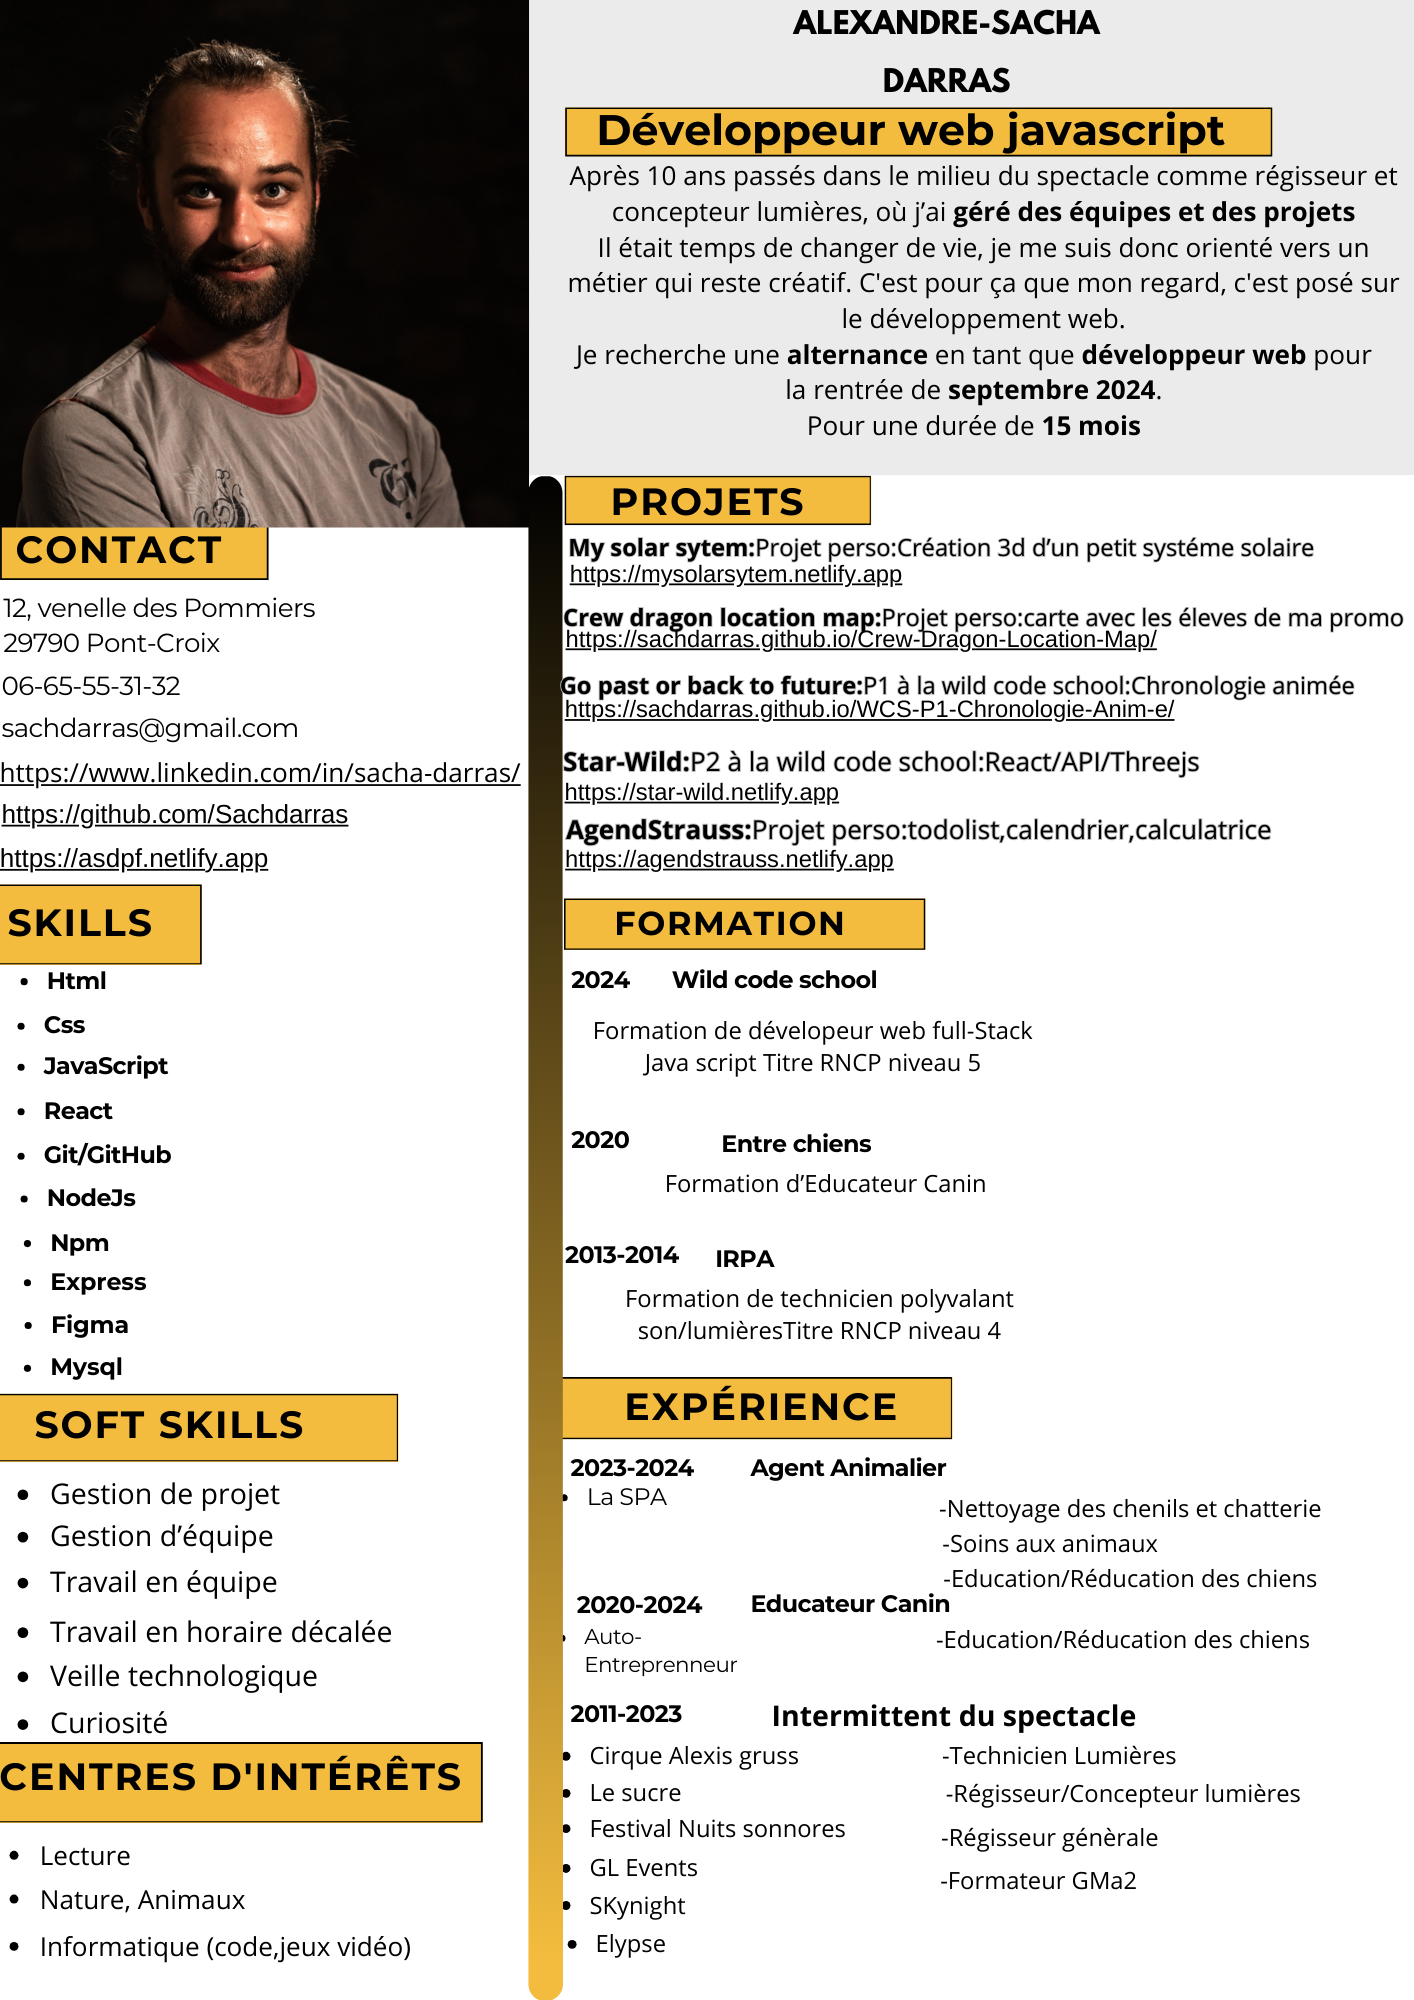 ALEXANDRE-SACHA
DARRAS
Développeur web javascript
Après 10 ans passés dans le milieu du spectacle comme régisseur et
concepteur lumières, où j’ai géré des équipes et des projets
Il était temps de changer de vie, je me suis donc orienté vers un
métier qui reste créatif. C'est pour ça que mon regard, c'est posé sur
le développement web.
Je recherche une alternance en tant que développeur web pour
la rentrée de septembre 2024.
Pour une durée de 15 mois
CONTACT
12, venelle des Pommiers
29790 Pont-Croix
06-65-55-31-32
sachdarras@gmail.com
https://www.linkedin.com/in/sacha-darras/
https://github.com/Sachdarras
https://asdpf.netlify.app
SKILLS
• Html
• Css
• JavaScript
• React
• Git/GitHub
• NodeJs
• Npm
• Express
• Figma
• Mysql
SOFT SKILLS
• Gestion de projet
• Gestion d’équipe
• Travail en équipe
• Travail en horaire décalée
• Veille technologique
• Curiosité
CENTRES D'INTÉRÊTS
• Lecture
• Nature, Animaux
• Informatique (code,jeux vidéo)
PROJETS
My solar sytem:Projet perso:Création 3d d’un petit systéme solaire
https://mysolarsytem.netlify.app
Crew dragon location map:Projet perso:carte avec les éleves de ma promo
https://sachdarras.github.io/Crew-Dragon-Location-Map/
Go past or back to future:P1 à la wild code school:Chronologie animée
https://sachdarras.github.io/WCS-P1-Chronologie-Anim-e/
Star-Wild:P2 à la wild code school:React/API/Threejs
https://star-wild.netlify.app
AgendStrauss:Projet perso:todolist,calendrier,calculatrice
https://agendstrauss.netlify.app
FORMATION
2024 Wild code school
Formation de dévelopeur web full-Stack
Java script Titre RNCP niveau 5
2020 Entre chiens
Formation d’Educateur Canin
2013-2014 IRPA
Formation de technicien polyvalant
son/lumièresTitre RNCP niveau 4
EXPÉRIENCE
2023-2024 Agent Animalier
• La SPA
-Nettoyage des chenils et chatterie
-Soins aux animaux
-Education/Réducation des chiens
2020-2024 Educateur Canin
• Auto-
Entreprenneur
-Education/Réducation des chiens
2011-2023 Intermittent du spectacle
• Cirque Alexis gruss
• Le sucre
• Festival Nuits sonnores
• GL Events
• SKynight
• Elypse
-Technicien Lumières
-Régisseur/Concepteur lumières
-Régisseur génèrale
-Formateur GMa2